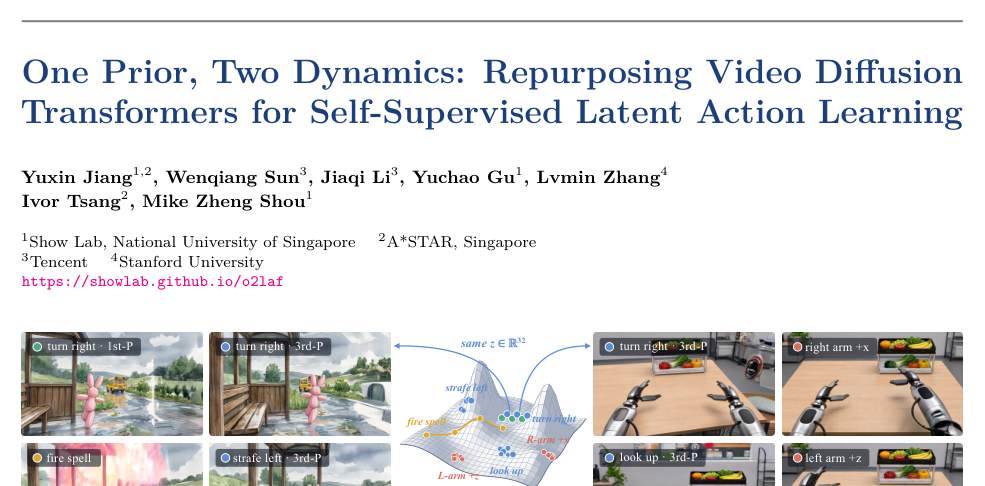 One Prior, Two Dynamics: Repurposing Video Diffusion
Transformers for Self-Supervised Latent Action Learning
Yuxin Jiang1,2, Wenqiang Sun3, Jiaqi Li3, Yuchao Gu1, Lvmin Zhang4
Ivor Tsang2, Mike Zheng Shou1
1Show Lab, National University of Singapore 2A*STAR, Singapore
3Tencent 4Stanford University
https://showlab.github.io/o2laf
turn right · 1st-P
turn right · 3rd-P
same z ∈ ℝ32
turn right · 3rd-P
right arm +x
strafe left
fire spell
turn right
R-arm +x
look up
L-arm +z
fire spell
strafe left · 3rd-P
look up · 3rd-P
left arm +z